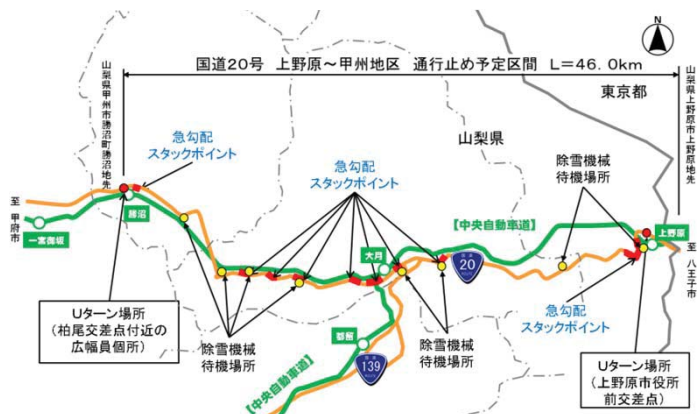 N
国道20号 上野原～甲州地区 通行止め予定区間 L=46.0km
山梨県甲州市勝沼町勝沼地先
山梨県上野原市上野原地先
東京都
山梨県
急勾配
スタックポイント
急勾配
スタックポイント
除雪機械
待機場所
至 甲府市
一宮御坂
勝沼
【中央自動車道】
大月
国道
20
上野原
至 八王子市
Uターン場所
(柏尾交差点付近の
広幅員個所)
除雪機械
待機場所
都留
国道
139
【中央自動車道】
除雪機械
待機場所
急勾配
スタックポイント
Uターン場所
(上野原市役所
前交差点)